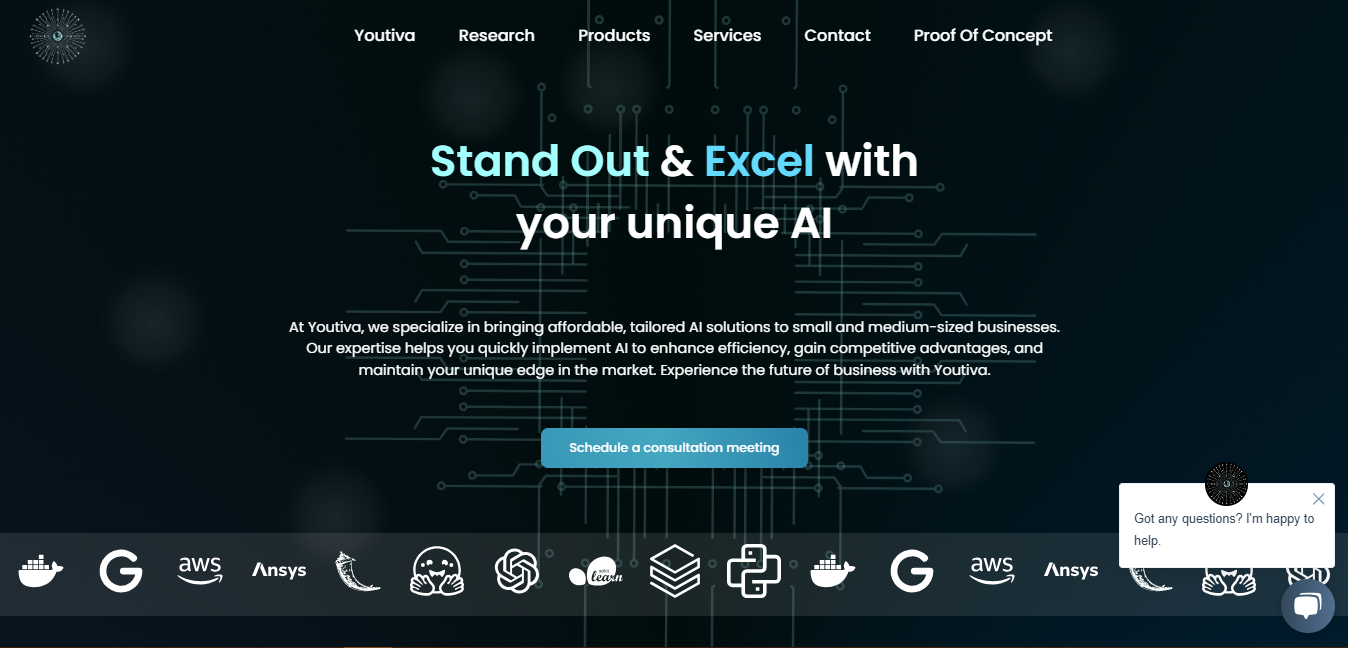 Youtiva Research Products Services Contact Proof Of Concept
Stand Out & Excel with
your unique AI
At Youtiva, we specialize in bringing affordable, tailored AI solutions to small and medium-sized businesses.
Our expertise helps you quickly implement AI to enhance efficiency, gain competitive advantages, and
maintain your unique edge in the market. Experience the future of business with Youtiva.
Schedule a consultation meeting
Got any questions? I'm happy to
help.
aws Ansys scikit learn aws Ansys